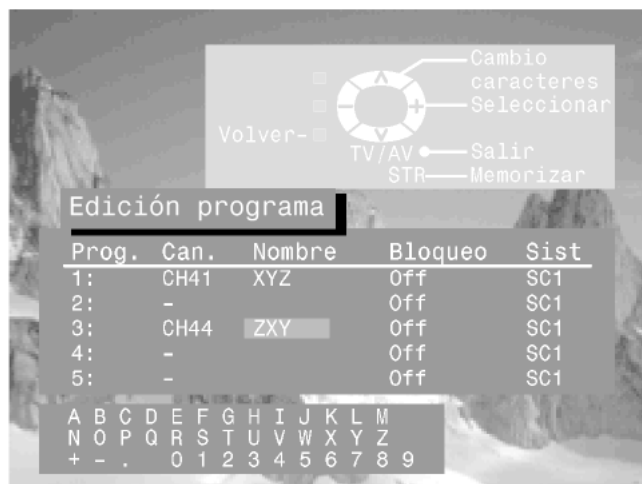 Cambio
caracteres
Seleccionar
Volver-
TV/AV Salir
STR Memorizar
Edición programa
Prog. Can. Nombre Bloqueo Sist
1: CH41 XYZ Off SC1
2: - Off SC1
3: CH44 ZXY Off SC1
4: - Off SC1
5: - Off SC1
A B C D E F G H I J K L M
N O P Q R S T U V W X Y Z
+ - . 0 1 2 3 4 5 6 7 8 9